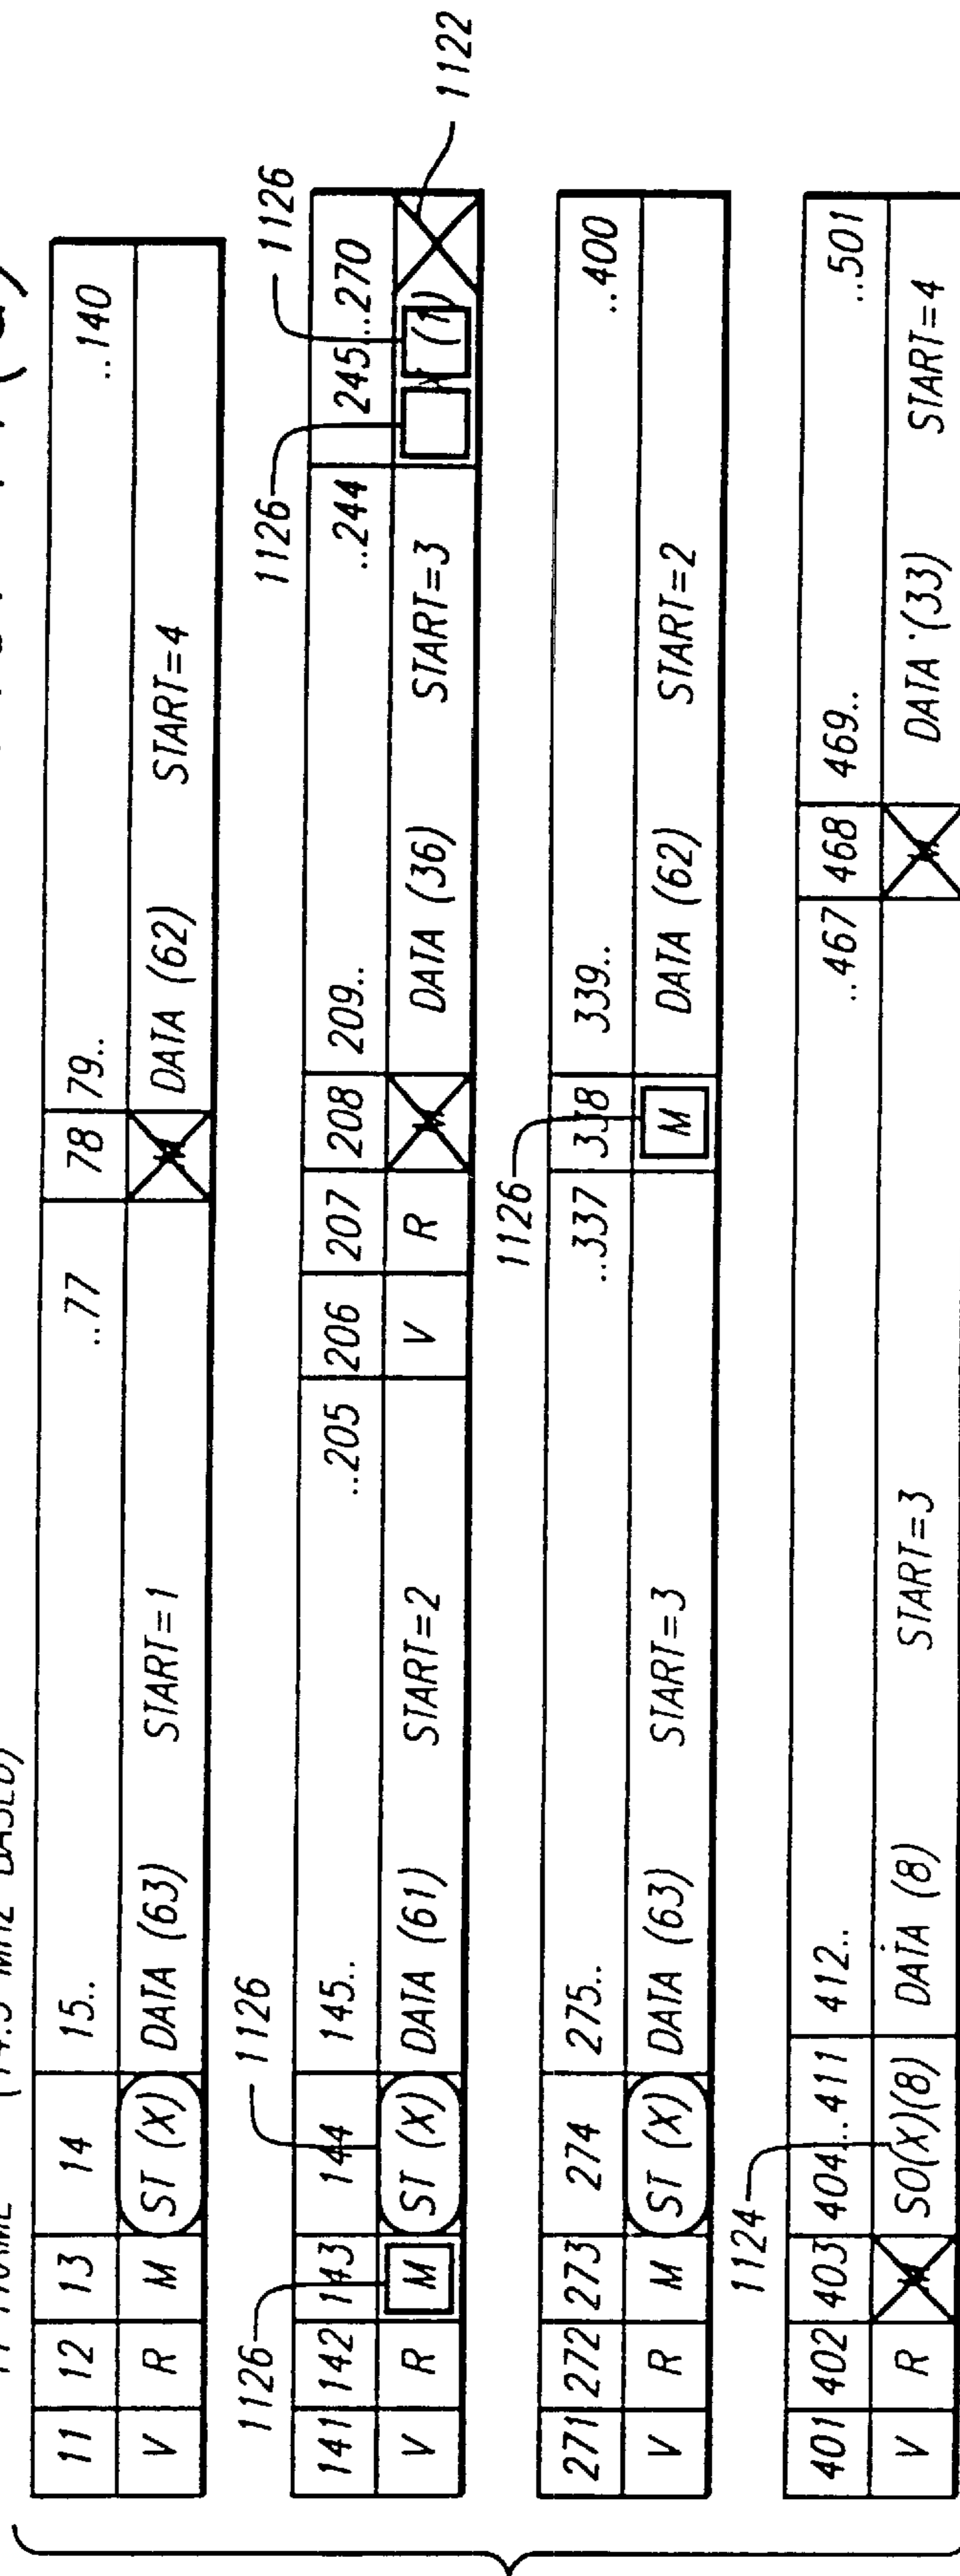 (14.3 MHZ BASED)
11 12 13 14 15.. ..77 78 79.. ..140
V R M ST (X) DATA (63) START=1 DATA (62) START=4
1126 1126 1126 1126 1122
141 142 143 144 145.. ..205 206 207 208 209.. ..244 245...270
V R M ST (X) DATA (61) START=2 V R DATA (36) START=3 (1)
1126
271 272 273 274 275.. ...337 338 339.. ..400
V R M ST (X) DATA (63) START=3 M DATA (62) START=2
1124
401 402 403 404...411 412.. ..467 468 469.. ..501
V R SO(X)(8) DATA (8) START=3 DATA (33) START=4